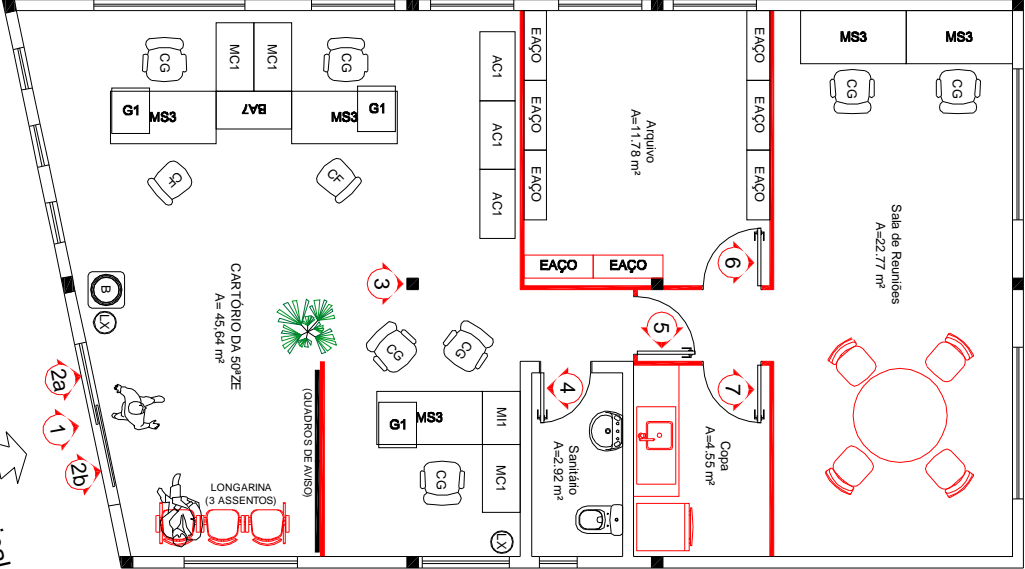 CG
MC1
MC1
CG
G1
MS3
BA7
MS3
G1
CF
CF
AC1
AC1
AC1
EAÇO
EAÇO
EAÇO
EAÇO
EAÇO
EAÇO
EAÇO
EAÇO
Arquivo
A=11.78 m²
MS3
MS3
CG
CG
Sala de Reuniões
A=22.77 m²
6
3
5
B
LX
CARTÓRIO DA 50ªZE
A= 45,64 m²
CG
CG
2a
1
2b
(QUADROS DE AVISO)
LONGARINA
(3 ASSENTOS)
G1
MS3
MI1
MC1
CG
LX
4
Sanitário
A=2.92 m²
7
Copa
A=4.55 m²